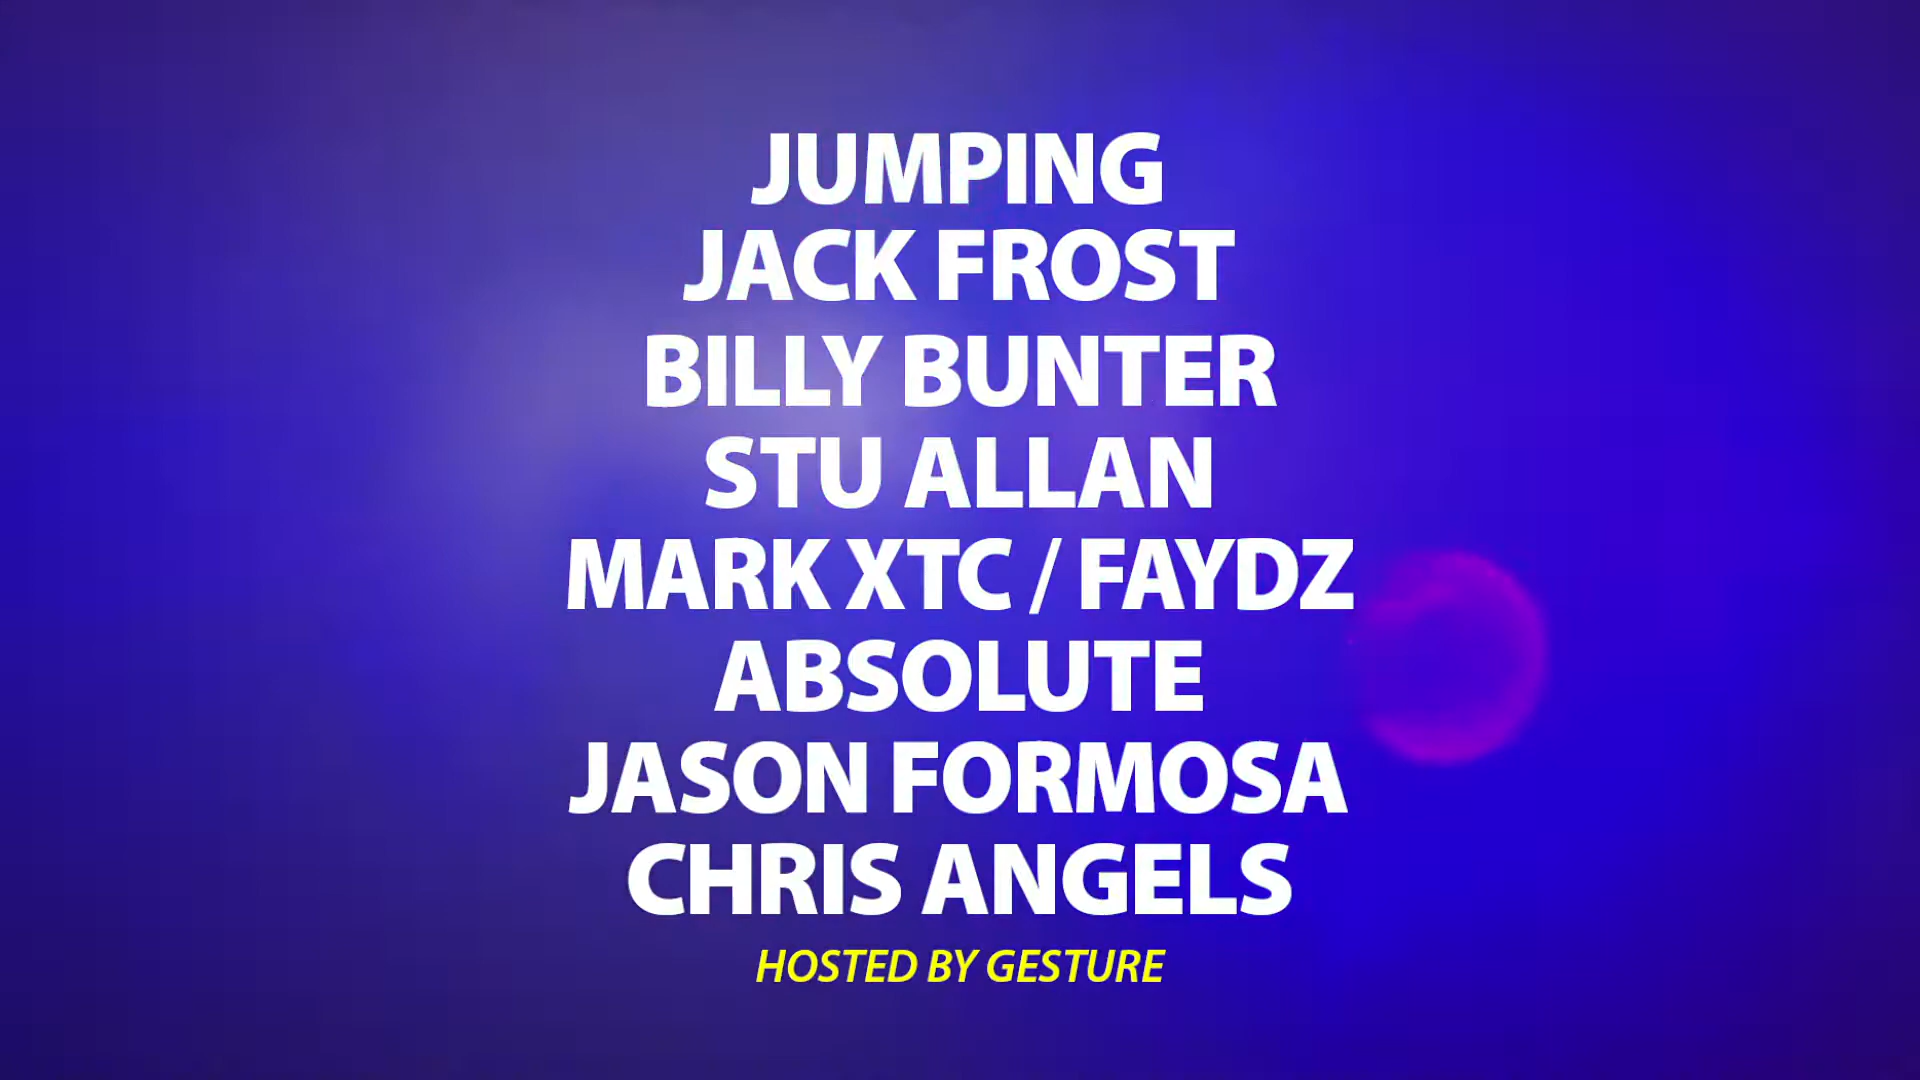 JUMPING
JACK FROST
BILLY BUNTER
STU ALLAN
MARK XTC / FAYDZ
ABSOLUTE
JASON FORMOSA
CHRIS ANGELS
HOSTED BY GESTURE